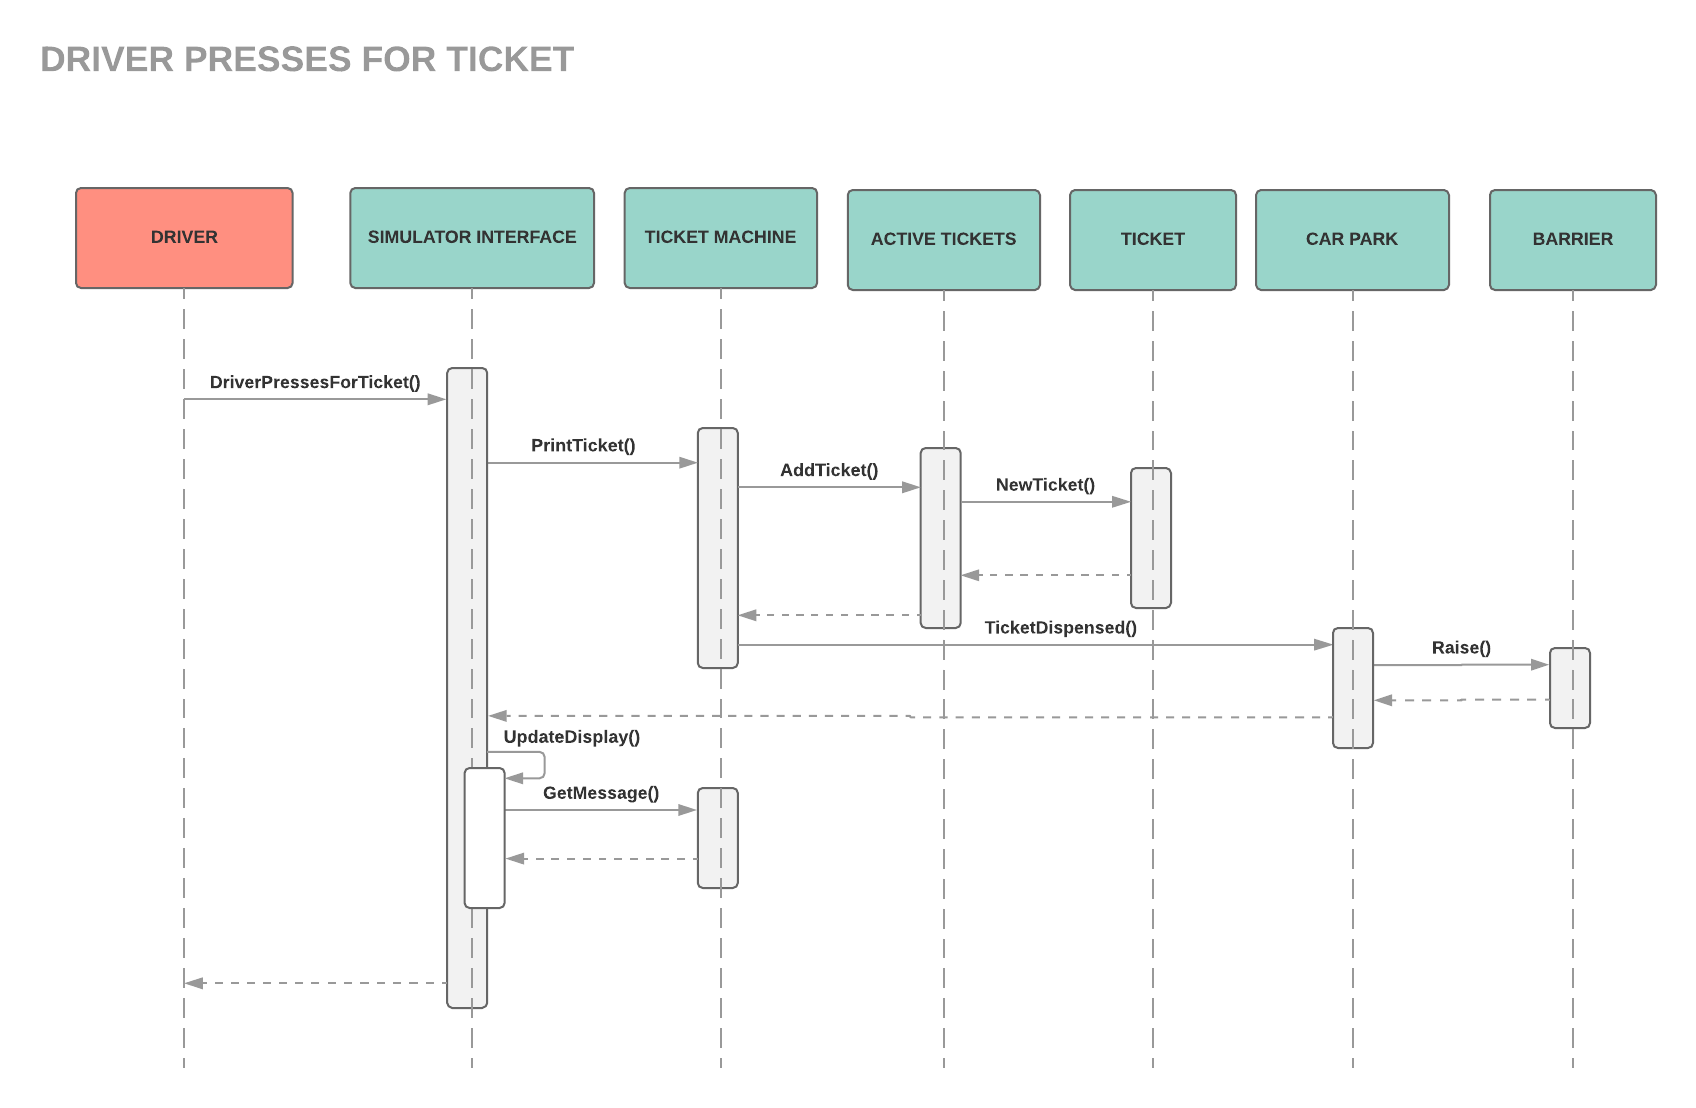 DRIVER PRESSES FOR TICKET
DRIVER
SIMULATOR INTERFACE
TICKET MACHINE
ACTIVE TICKETS
TICKET
CAR PARK
BARRIER
DriverPressesForTicket()
PrintTicket()
AddTicket()
NewTicket()
TicketDispensed()
Raise()
UpdateDisplay()
GetMessage()